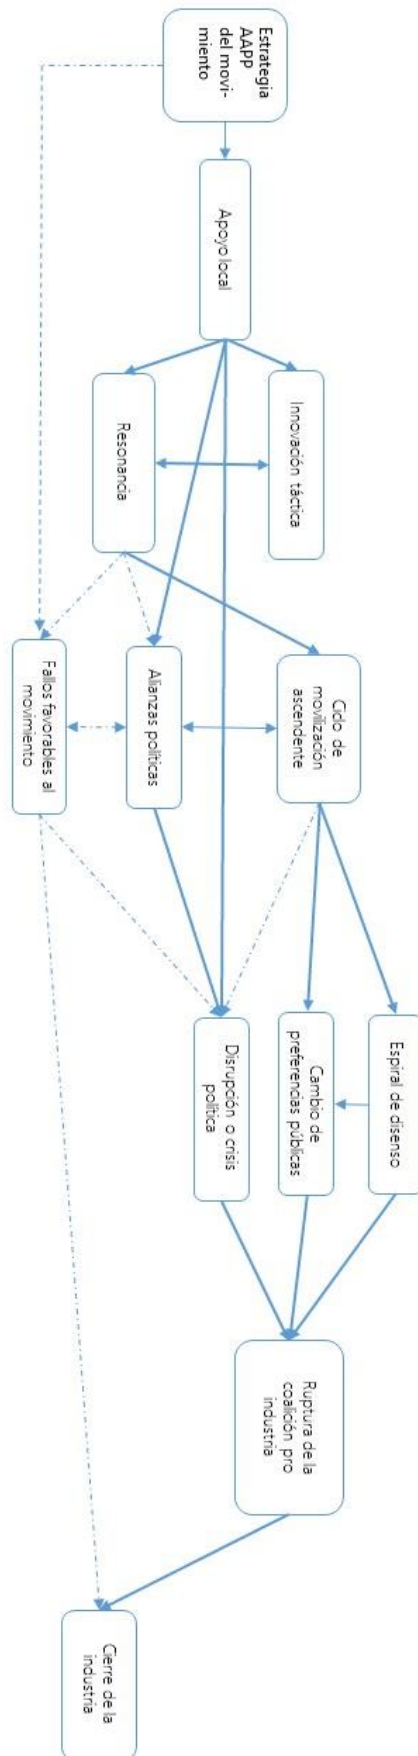 Estrategia
AAPP
del movi-
miento
Apoyo local
Innovación táctica
Resonancia
Ciclo de
movilización
ascendente
Alianzas políticas
Fallos favorables al
movimiento
Espiral de disenso
Cambio de
preferencias públicas
Disrupción o crisis
política
Ruptura de la
coalición pro
industria
Cierre de la
industria